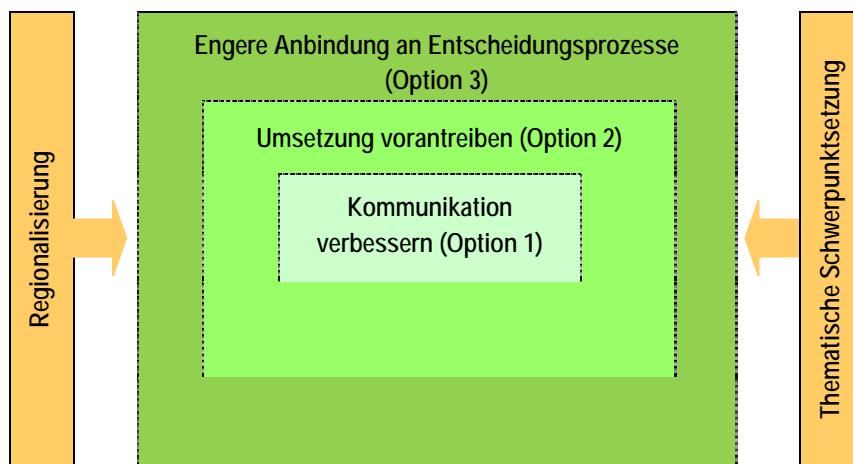 Regionalisierung
Engere Anbindung an Entscheidungsprozesse
(Option 3)
Umsetzung vorantreiben (Option 2)
Kommunikation
verbessern (Option 1)
Thematische Schwerpunktsetzung